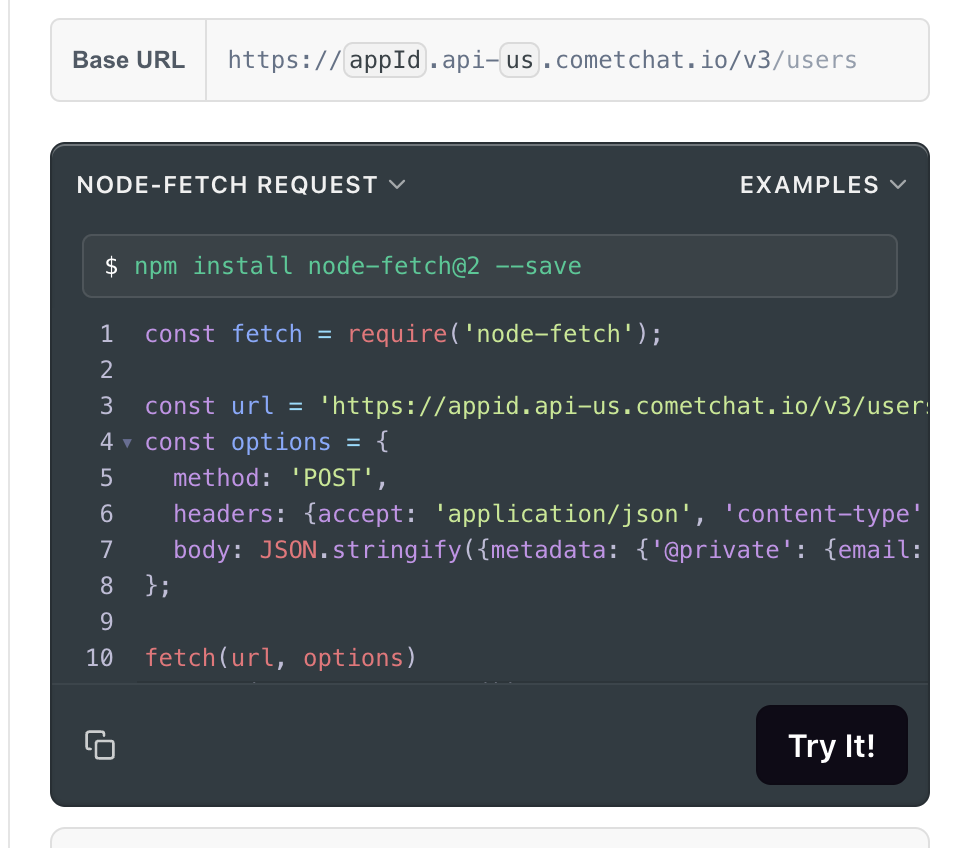 Base URL https://appId.api-us.cometchat.io/v3/users
NODE-FETCH REQUEST EXAMPLES
$ npm install node-fetch@2 --save
1 const fetch = require('node-fetch');
2
3 const url = 'https://appid.api-us.cometchat.io/v3/users
4 const options = {
5 method: 'POST',
6 headers: {accept: 'application/json', 'content-type'
7 body: JSON.stringify({metadata: {'@private': {email:
8 };
9
10 fetch(url, options)
Try It!